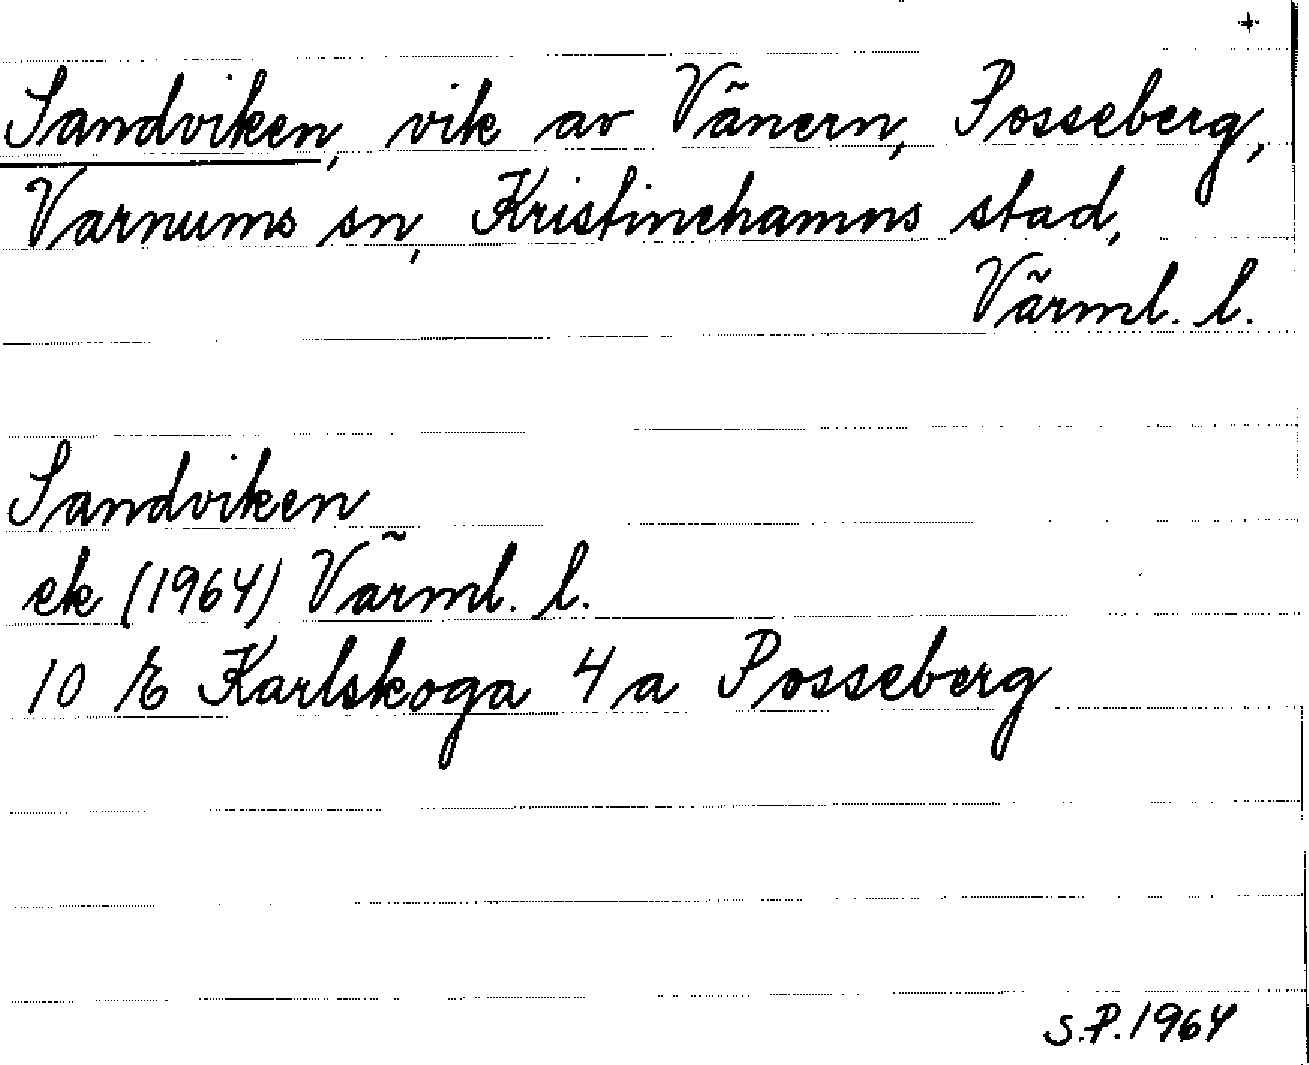 +
Sandviken, vik av Vänern, Posseberg,
Varnums sn, Kristinehamns stad,
Värml. l.
Sandviken
ek (1964) Värml. l.
10 E Karlskoga 4 a Posseberg
S.P. 1964